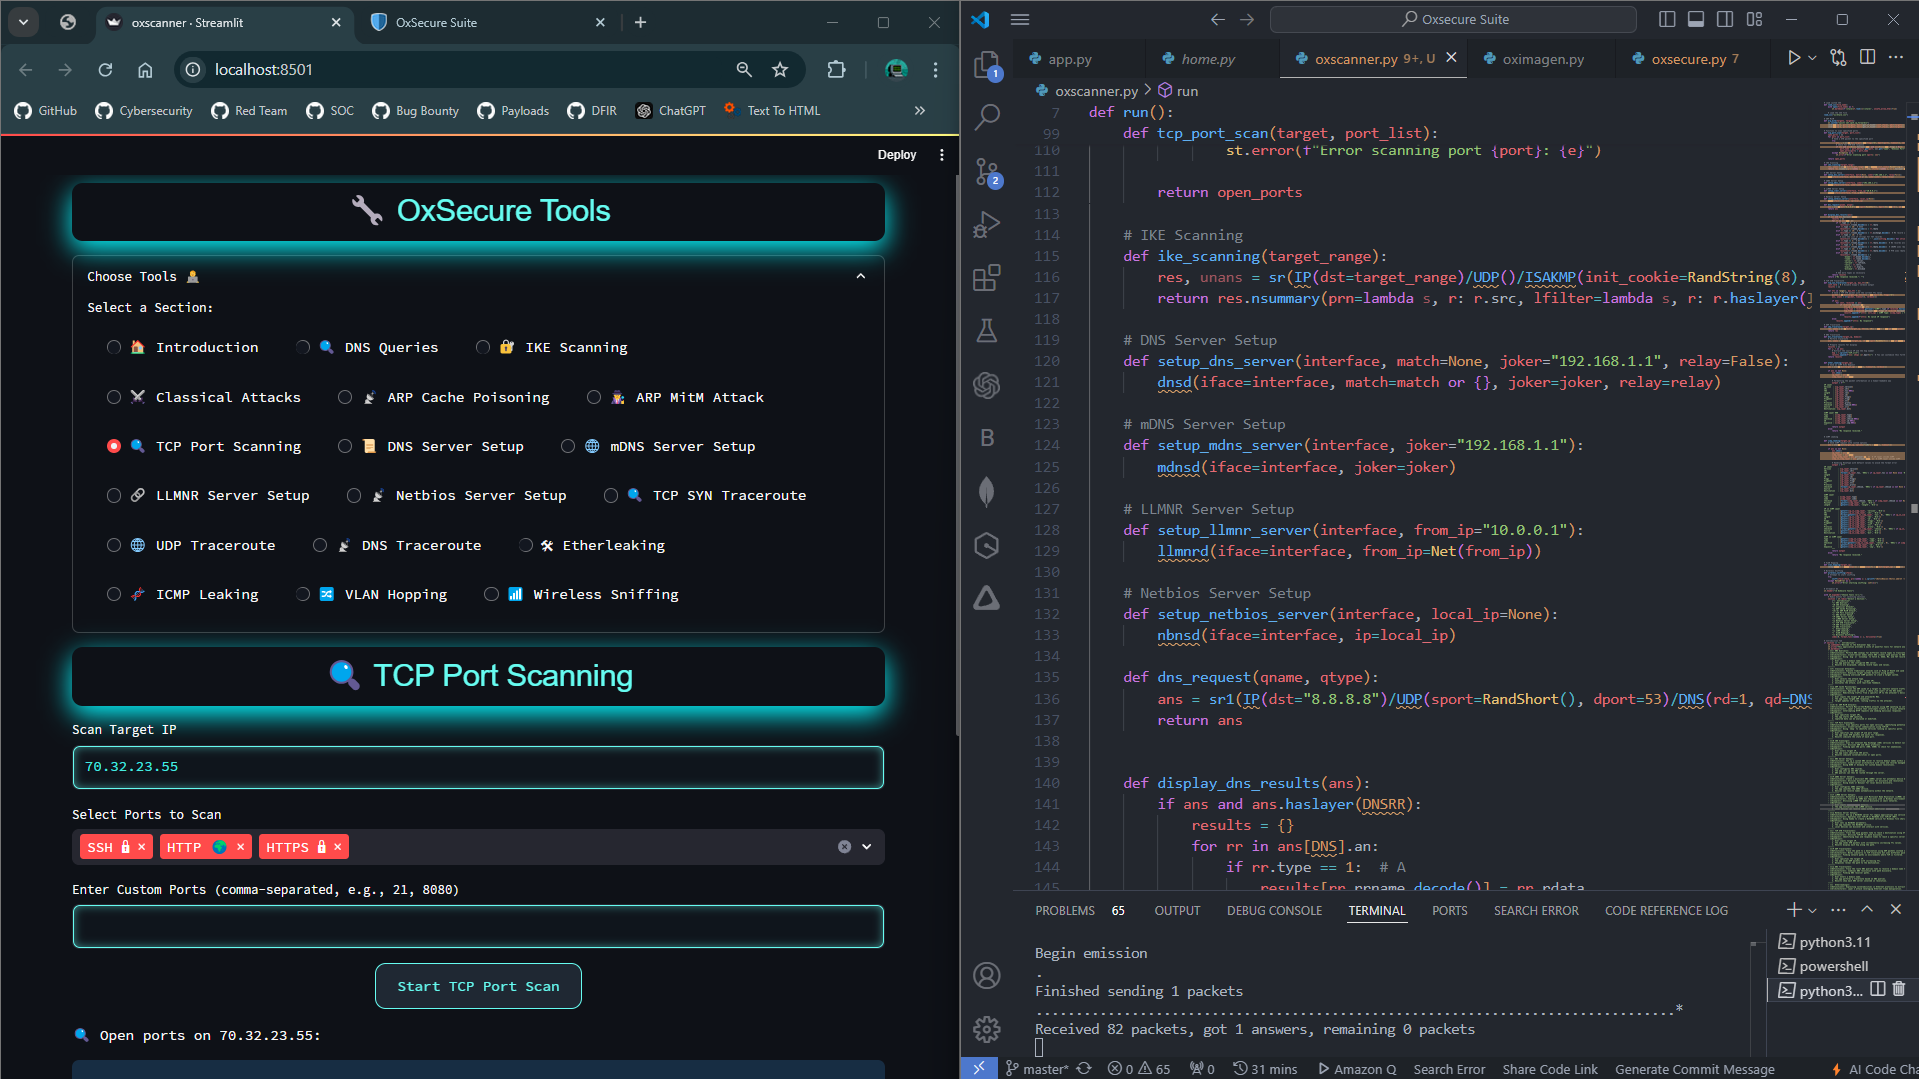 oxscanner · Streamlit
OxSecure Suite
localhost:8501
GitHub
Cybersecurity
Red Team
SOC
Bug Bounty
Payloads
DFIR
ChatGPT
Text To HTML
Deploy
OxSecure Tools
Choose Tools
Select a Section:
Introduction
DNS Queries
IKE Scanning
Classical Attacks
ARP Cache Poisoning
ARP MitM Attack
TCP Port Scanning
DNS Server Setup
mDNS Server Setup
LLMNR Server Setup
Netbios Server Setup
TCP SYN Traceroute
UDP Traceroute
DNS Traceroute
Etherleaking
ICMP Leaking
VLAN Hopping
Wireless Sniffing
TCP Port Scanning
Scan Target IP
70.32.23.55
Select Ports to Scan
SSH
HTTP
HTTPS
Enter Custom Ports (comma-separated, e.g., 21, 8080)
Start TCP Port Scan
Open ports on 70.32.23.55:
Oxsecure Suite
app.py
home.py
oxscanner.py 9+, U
oximagen.py
oxsecure.py 7
oxscanner.py > run
7 def run():
99 def tcp_port_scan(target, port_list):
110 st.error(f"Error scanning port {port}: {e}")
111
112 return open_ports
113
114 # IKE Scanning
115 def ike_scanning(target_range):
116 res, unans = sr(IP(dst=target_range)/UDP()/ISAKMP(init_cookie=RandString(8),
117 return res.nsummary(prn=lambda s, r: r.src, lfilter=lambda s, r: r.haslayer(I
118
119 # DNS Server Setup
120 def setup_dns_server(interface, match=None, joker="192.168.1.1", relay=False):
121 dnsd(iface=interface, match=match or {}, joker=joker, relay=relay)
122
123 # mDNS Server Setup
124 def setup_mdns_server(interface, joker="192.168.1.1"):
125 mdnsd(iface=interface, joker=joker)
126
127 # LLMNR Server Setup
128 def setup_llmnr_server(interface, from_ip="10.0.0.1"):
129 llmnrd(iface=interface, from_ip=Net(from_ip))
130
131 # Netbios Server Setup
132 def setup_netbios_server(interface, local_ip=None):
133 nbnsd(iface=interface, ip=local_ip)
134
135 def dns_request(qname, qtype):
136 ans = sr1(IP(dst="8.8.8.8")/UDP(sport=RandShort(), dport=53)/DNS(rd=1, qd=DNS
137 return ans
138
139
140 def display_dns_results(ans):
141 if ans and ans.haslayer(DNSRR):
142 results = {}
143 for rr in ans[DNS].an:
144 if rr.type == 1: # A
145 results[rr.rrname.decode()] = rr.rdata
1
2
B
PROBLEMS 65
OUTPUT
DEBUG CONSOLE
TERMINAL
PORTS
SEARCH ERROR
CODE REFERENCE LOG
Begin emission
.
Finished sending 1 packets
.................................................................................*
Received 82 packets, got 1 answers, remaining 0 packets
python3.11
powershell
python3...
master*
0
65
0
31 mins
Amazon Q
Search Error
Share Code Link
Generate Commit Message
AI Code Cha